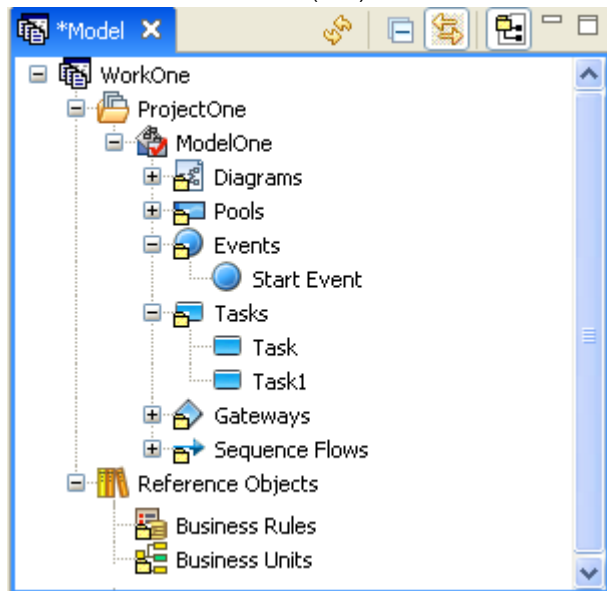 *Model
WorkOne
ProjectOne
ModelOne
Diagrams
Pools
Events
Start Event
Tasks
Task
Task1
Gateways
Sequence Flows
Reference Objects
Business Rules
Business Units